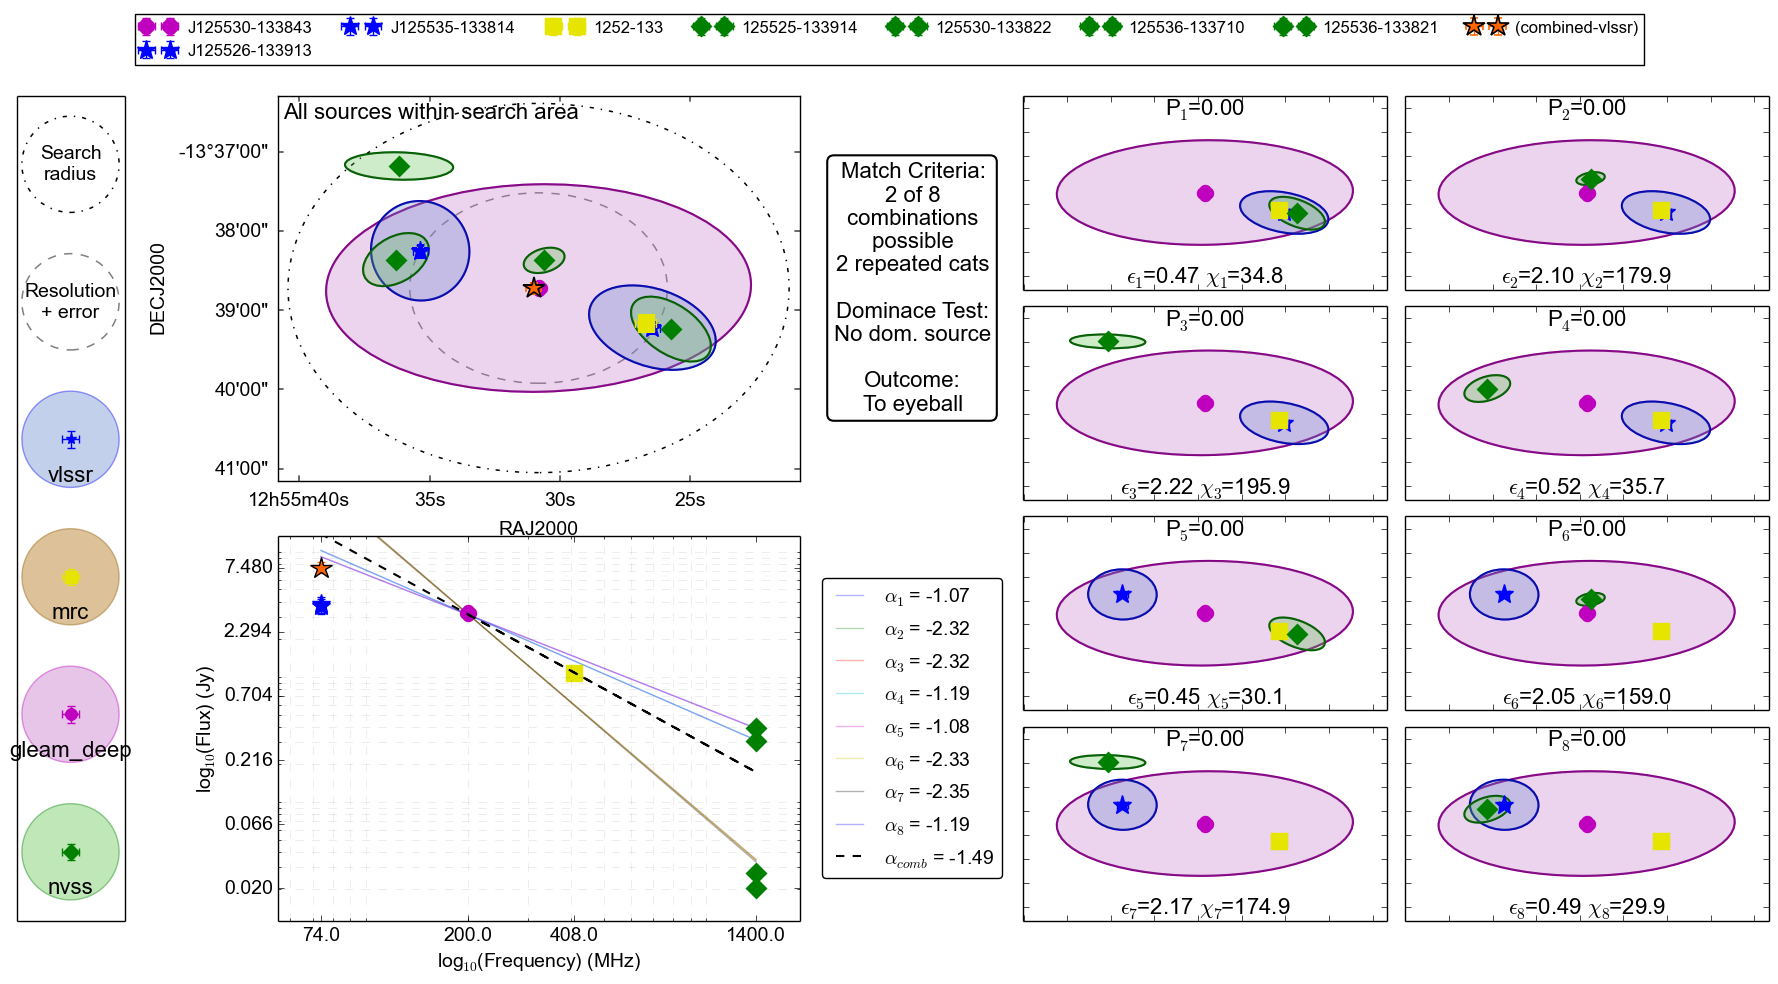 J125530-133843
J125535-133814
1252-133
125525-133914
125530-133822
125536-133710
125536-133821
(combined-vlssr)
J125526-133913
Search
radius
Resolution
+ error
vlssr
mrc
gleam_deep
nvss
All sources within search area
DECJ2000
-13°37'00"
38'00"
39'00"
40'00"
41'00"
12h55m40s
35s
30s
25s
RAJ2000
Match Criteria:
2 of 8
combinations
possible
2 repeated cats
Dominace Test:
No dom. source
Outcome:
To eyeball
log10(Flux) (Jy)
7.480
2.294
0.704
0.216
0.066
0.020
74.0
200.0
408.0
1400.0
log10(Frequency) (MHz)
α1 = -1.07
α2 = -2.32
α3 = -2.32
α4 = -1.19
α5 = -1.08
α6 = -2.33
α7 = -2.35
α8 = -1.19
αcomb = -1.49
P1=0.00
ϵ1=0.47 χ1=34.8
P2=0.00
ϵ2=2.10 χ2=179.9
P3=0.00
ϵ3=2.22 χ3=195.9
P4=0.00
ϵ4=0.52 χ4=35.7
P5=0.00
ϵ5=0.45 χ5=30.1
P6=0.00
ϵ6=2.05 χ6=159.0
P7=0.00
ϵ7=2.17 χ7=174.9
P8=0.00
ϵ8=0.49 χ8=29.9